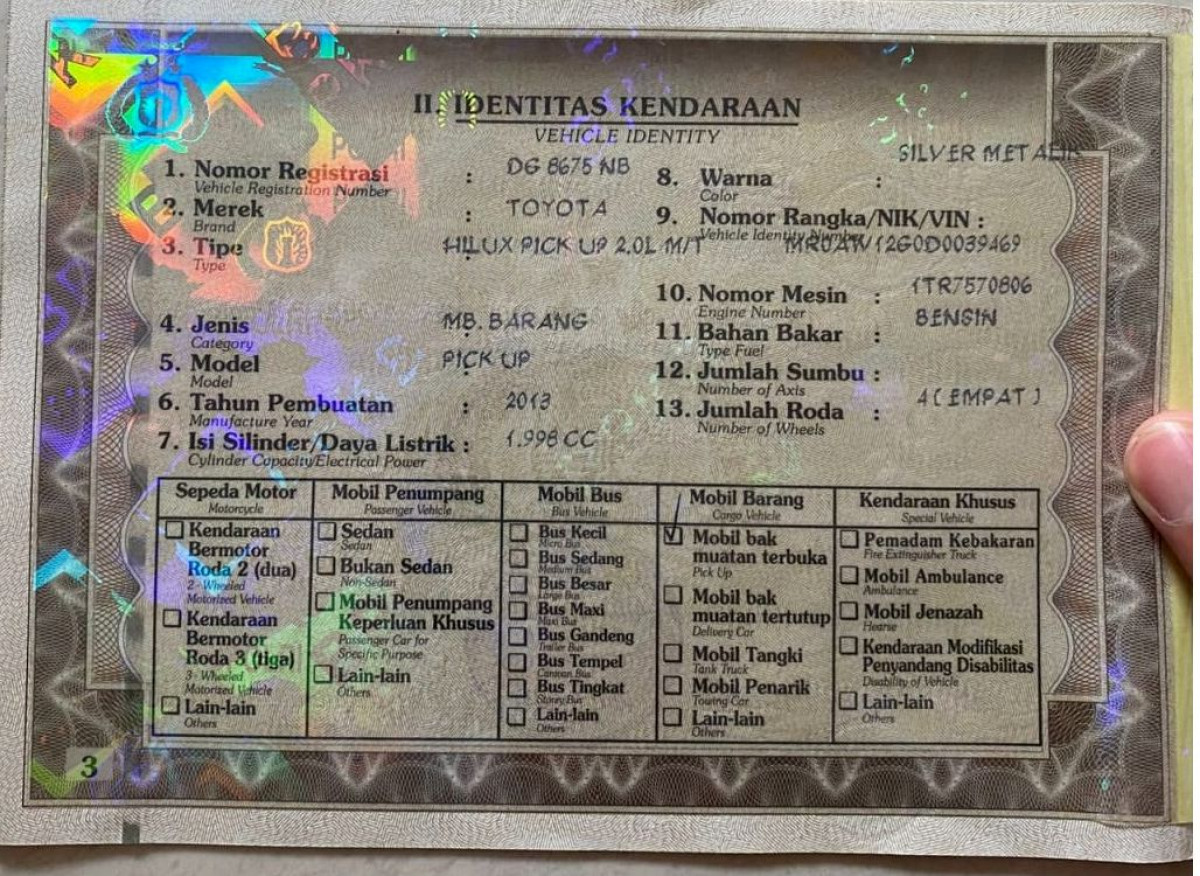 II. IDENTITAS KENDARAAN
VEHICLE IDENTITY
1. Nomor Registrasi : DG 8675 NB
Vehicle Registration Number
2. Merek : TOYOTA
Brand
3. Tipe : HILUX PICK UP 2.0L M/T
Type
4. Jenis : MB. BARANG
Category
5. Model : PICK UP
Model
6. Tahun Pembuatan : 2013
Manufacture Year
7. Isi Silinder/Daya Listrik : 1.998 CC
Cylinder Capacity/Electrical Power
8. Warna : SILVER METALIK
Color
9. Nomor Rangka/NIK/VIN :
Vehicle Identity Number
MR0AW12G0D0039469
10. Nomor Mesin : 1TR7570806
Engine Number
11. Bahan Bakar : BENSIN
Type Fuel
12. Jumlah Sumbu :
Number of Axis
13. Jumlah Roda : 4 ( EMPAT )
Number of Wheels
Sepeda Motor
Motorcycle
Kendaraan
Bermotor
Roda 2 (dua)
2 - Wheeled
Motorized Vehicle
Kendaraan
Bermotor
Roda 3 (tiga)
3 - Wheeled
Motorized Vehicle
Lain-lain
Others
Mobil Penumpang
Passenger Vehicle
Sedan
Sedan
Bukan Sedan
Non-Sedan
Mobil Penumpang
Keperluan Khusus
Passenger Car for
Specific Purpose
Lain-lain
Others
Mobil Bus
Bus Vehicle
Bus Kecil
Micro Bus
Bus Sedang
Medium Bus
Bus Besar
Large Bus
Bus Maxi
Maxi Bus
Bus Gandeng
Trailer Bus
Bus Tempel
Caravan Bus
Bus Tingkat
Storey Bus
Lain-lain
Others
Mobil Barang
Cargo Vehicle
Mobil bak
muatan terbuka
Pick Up
Mobil bak
muatan tertutup
Delivery Car
Mobil Tangki
Tank Truck
Mobil Penarik
Towing Car
Lain-lain
Others
Kendaraan Khusus
Special Vehicle
Pemadam Kebakaran
Fire Extinguisher Truck
Mobil Ambulance
Ambulance
Mobil Jenazah
Hearse
Kendaraan Modifikasi
Penyandang Disabilitas
Disability of Vehicle
Lain-lain
Others
3